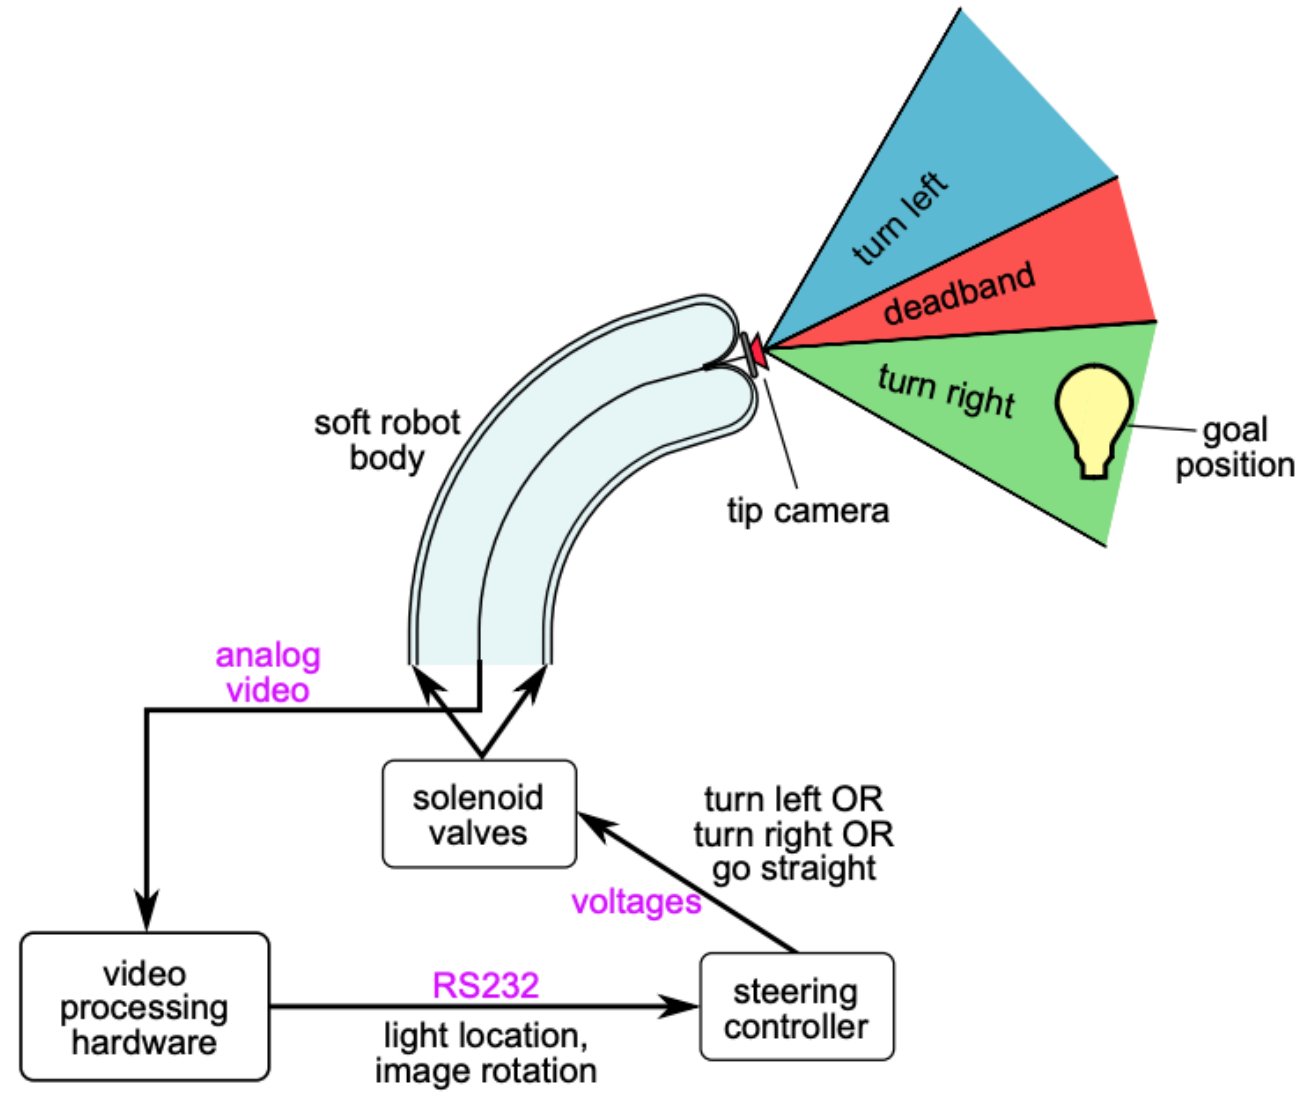 turn left
deadband
turn right
goal
position
soft robot
body
tip camera
analog
video
solenoid
valves
turn left OR
turn right OR
go straight
voltages
video
processing
hardware
RS232
light location,
image rotation
steering
controller